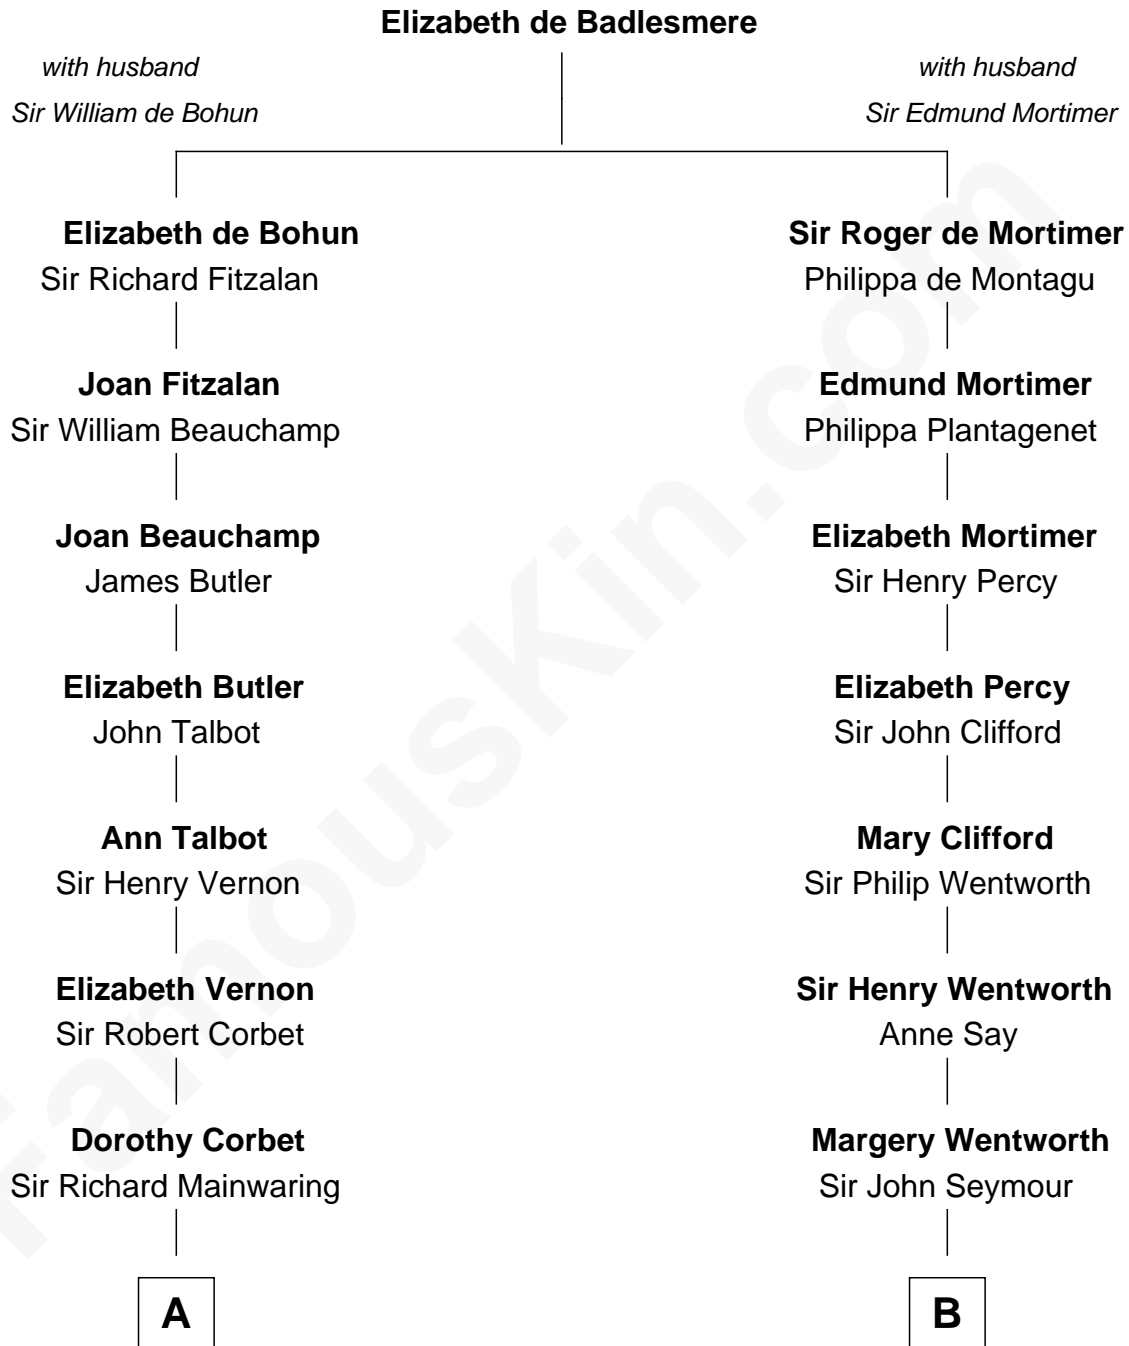 Elizabeth de Badlesmere
with husband
Sir William de Bohun
with husband
Sir Edmund Mortimer
Elizabeth de Bohun
Sir Richard Fitzalan
Sir Roger de Mortimer
Philippa de Montagu
Joan Fitzalan
Sir William Beauchamp
Edmund Mortimer
Philippa Plantagenet
Joan Beauchamp
James Butler
Elizabeth Mortimer
Sir Henry Percy
Elizabeth Butler
John Talbot
Elizabeth Percy
Sir John Clifford
Ann Talbot
Sir Henry Vernon
Mary Clifford
Sir Philip Wentworth
Elizabeth Vernon
Sir Robert Corbet
Sir Henry Wentworth
Anne Say
Dorothy Corbet
Sir Richard Mainwaring
Margery Wentworth
Sir John Seymour
A
B
FamousKin.com